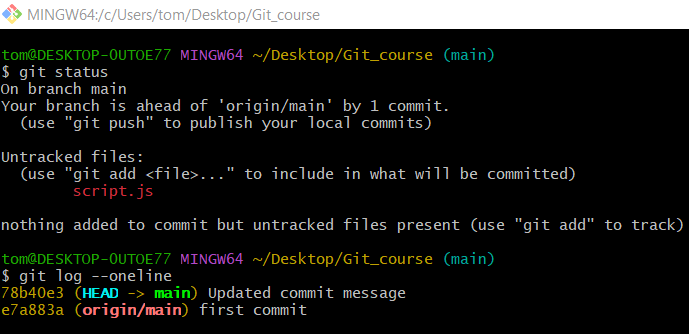 MINGW64:/c/Users/tom/Desktop/Git_course
tom@DESKTOP-OUTOE77 MINGW64 ~/Desktop/Git_course (main)
$ git status
On branch main
Your branch is ahead of 'origin/main' by 1 commit.
  (use "git push" to publish your local commits)

Untracked files:
  (use "git add <file>..." to include in what will be committed)
        script.js

nothing added to commit but untracked files present (use "git add" to track)

tom@DESKTOP-OUTOE77 MINGW64 ~/Desktop/Git_course (main)
$ git log --oneline
78b40e3 (HEAD -> main) Updated commit message
e7a883a (origin/main) first commit